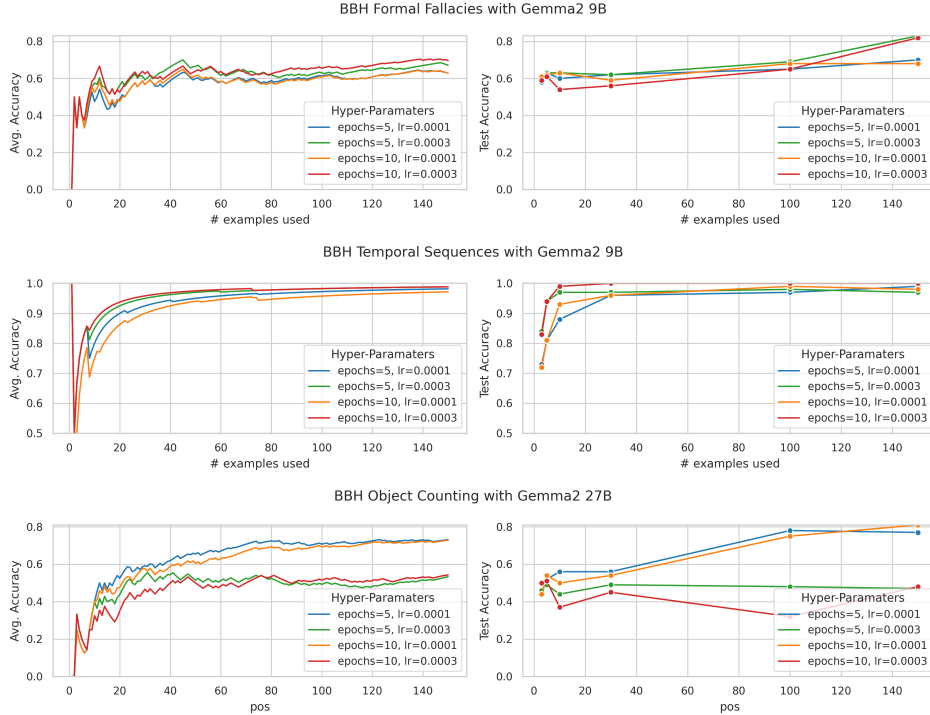 BBH Formal Fallacies with Gemma2 9B
Avg. Accuracy
0.8
0.6
0.4
0.2
0.0
Hyper-Paramaters
epochs=5, lr=0.0001
epochs=5, lr=0.0003
epochs=10, lr=0.0001
epochs=10, lr=0.0003
0 20 40 60 80 100 120 140
# examples used
Test Accuracy
0.8
0.6
0.4
0.2
0.0
Hyper-Paramaters
epochs=5, lr=0.0001
epochs=5, lr=0.0003
epochs=10, lr=0.0001
epochs=10, lr=0.0003
0 20 40 60 80 100 120 140
# examples used
BBH Temporal Sequences with Gemma2 9B
Avg. Accuracy
1.0
0.9
0.8
0.7
0.6
0.5
Hyper-Paramaters
epochs=5, lr=0.0001
epochs=5, lr=0.0003
epochs=10, lr=0.0001
epochs=10, lr=0.0003
0 20 40 60 80 100 120 140
# examples used
Test Accuracy
1.0
0.9
0.8
0.7
0.6
0.5
Hyper-Paramaters
epochs=5, lr=0.0001
epochs=5, lr=0.0003
epochs=10, lr=0.0001
epochs=10, lr=0.0003
0 20 40 60 80 100 120 140
# examples used
BBH Object Counting with Gemma2 27B
Avg. Accuracy
0.8
0.6
0.4
0.2
0.0
Hyper-Paramaters
epochs=5, lr=0.0001
epochs=5, lr=0.0003
epochs=10, lr=0.0001
epochs=10, lr=0.0003
0 20 40 60 80 100 120 140
pos
Test Accuracy
0.8
0.6
0.4
0.2
0.0
Hyper-Paramaters
epochs=5, lr=0.0001
epochs=5, lr=0.0003
epochs=10, lr=0.0001
epochs=10, lr=0.0003
0 20 40 60 80 100 120 140
pos